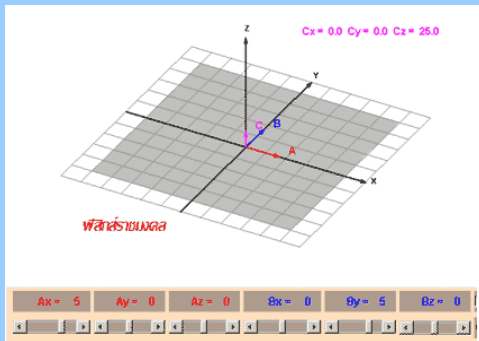 Z
Cx = 0.0 Cy = 0.0 Cz = 25.0
Y
C B
A
X
ฟิสิกส์ราชมงคล
Ax = 5 Ay = 0 Az = 0 Bx = 0 By = 5 Bz = 0